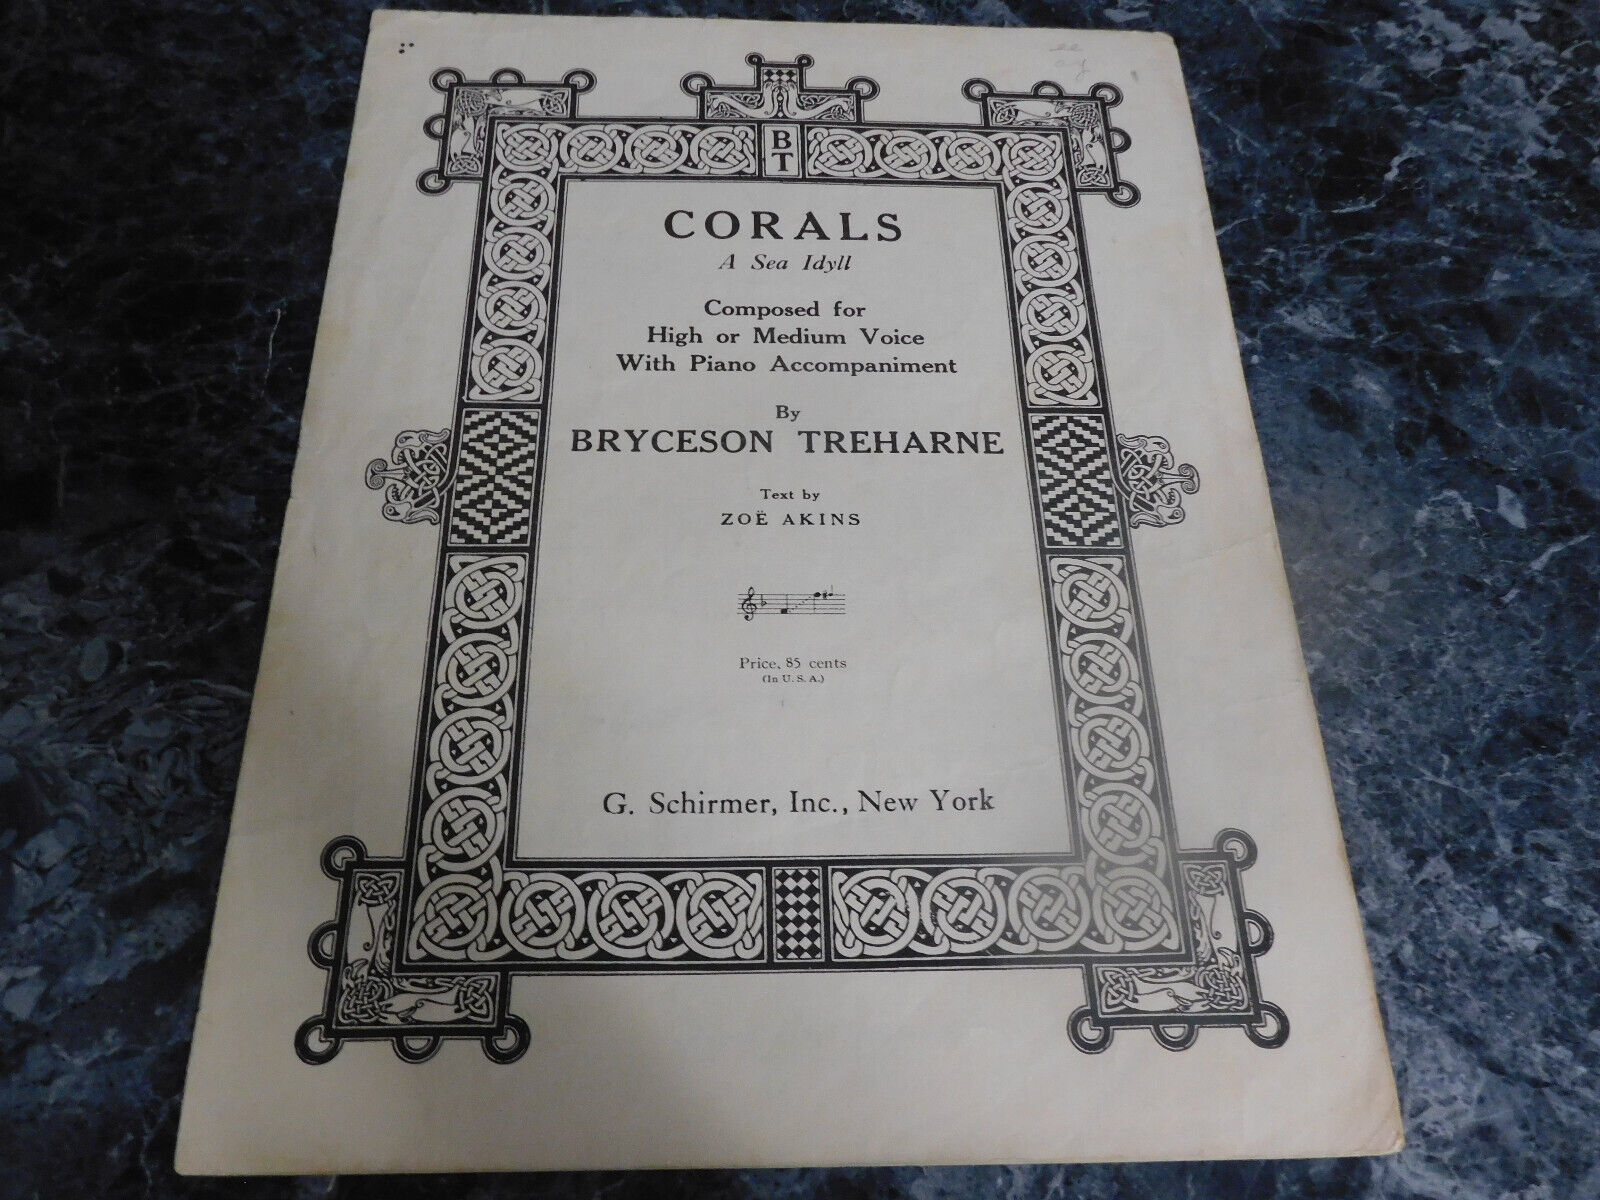 B
T
CORALS
A Sea Idyll
Composed for
High or Medium Voice
With Piano Accompaniment
By
BRYCESON TREHARNE
Text by
ZOË AKINS
Price, 85 cents
(In U. S. A.)
G. Schirmer, Inc., New York